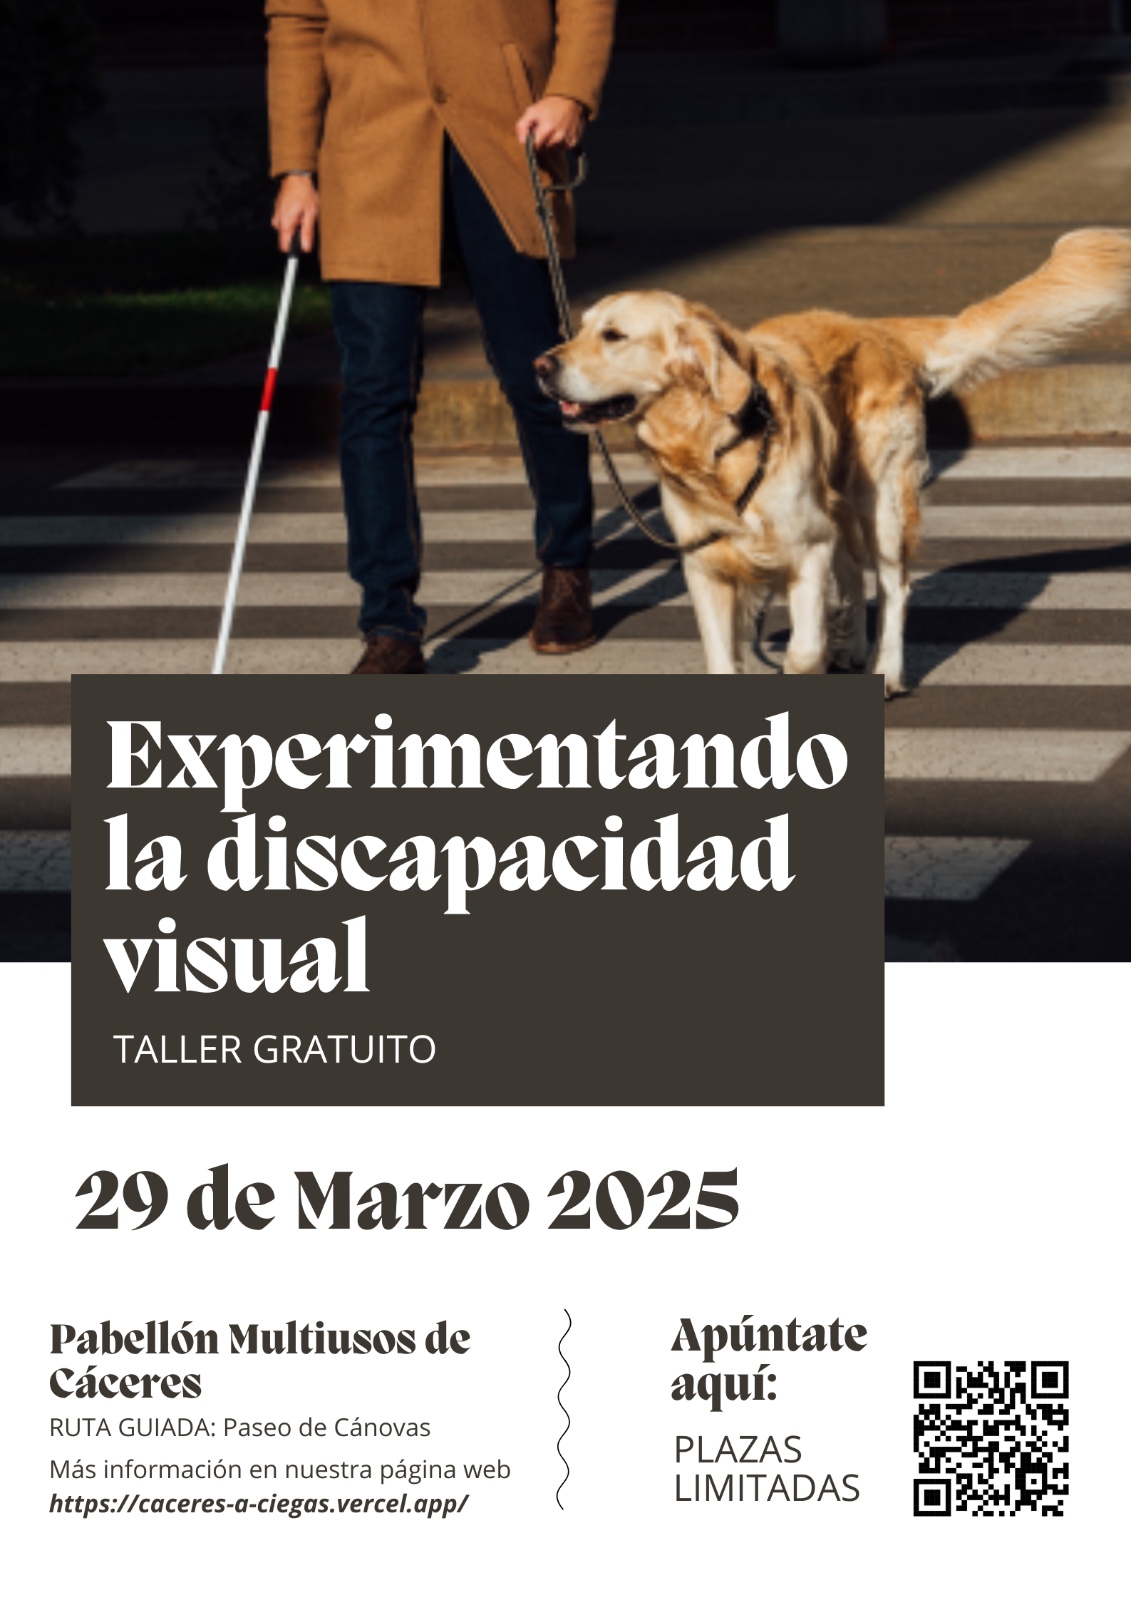 Experimentando
la discapacidad
visual
TALLER GRATUITO
29 de Marzo 2025
Pabellón Multiusos de
Cáceres
RUTA GUIADA: Paseo de Cánovas
Más información en nuestra página web
https://caceres-a-ciegas.vercel.app/
Apúntate
aquí:
PLAZAS
LIMITADAS